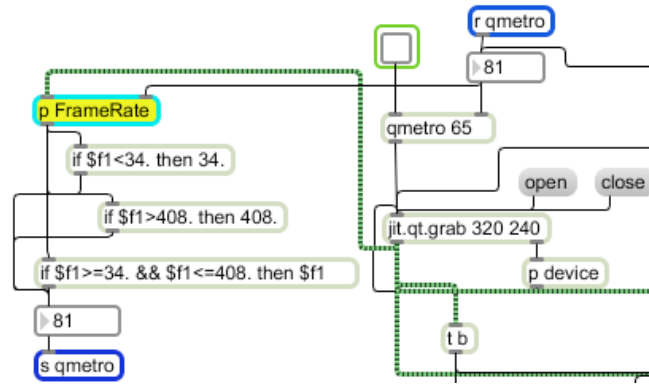 r qmetro
81
p FrameRate
qmetro 65
if $f1<34. then 34.
open
close
if $f1>408. then 408.
jit.qt.grab 320 240
if $f1>=34. && $f1<=408. then $f1
p device
81
t b
s qmetro